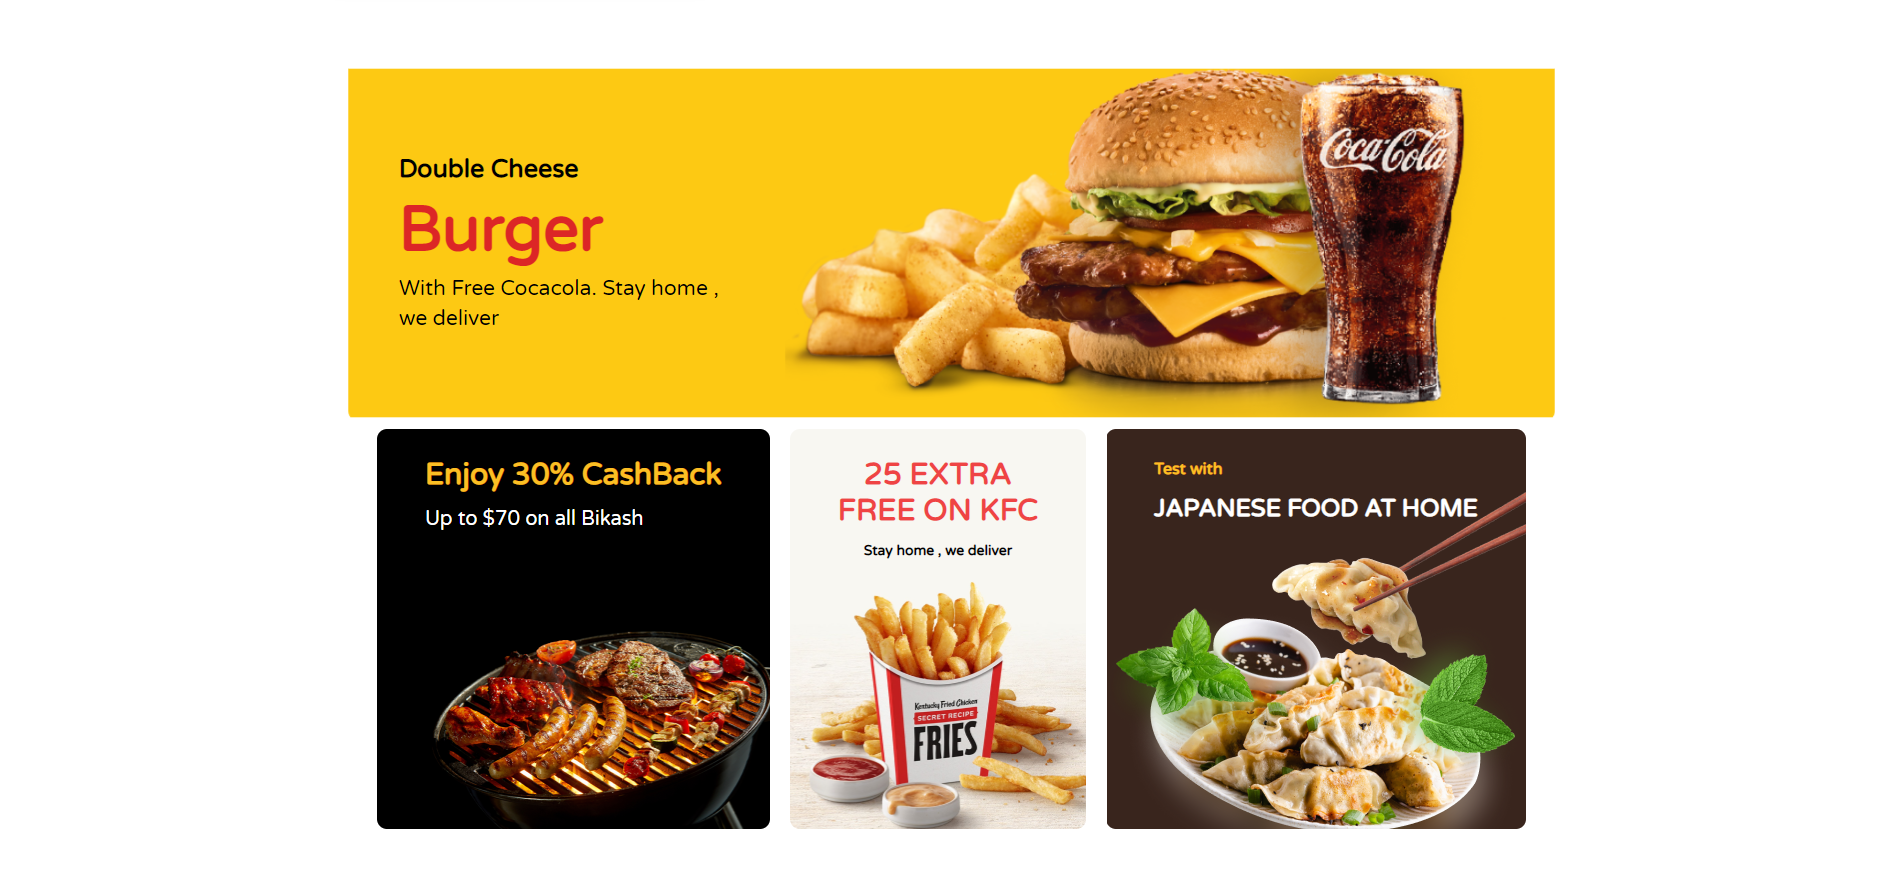 Double Cheese
Burger
With Free Cocacola. Stay home ,
we deliver
Coca-Cola
Enjoy 30% CashBack
Up to $70 on all Bikash
25 EXTRA
FREE ON KFC
Stay home , we deliver
Kentucky Fried Chicken
SECRET RECIPE
FRIES
Test with
JAPANESE FOOD AT HOME